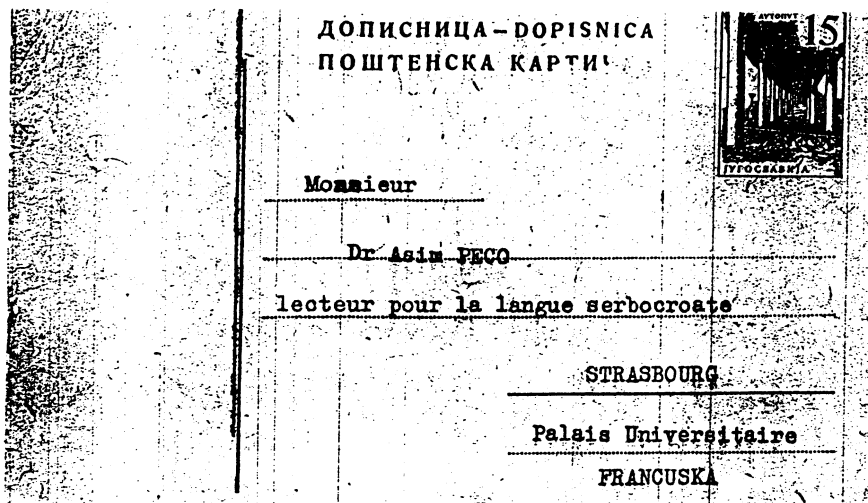 ДОПИСНИЦА – DOPISNICA
ПОШТЕНСКА КАРТИ
АУТОПУТ
15
ЈУГОСЛАВИЈА
Monsieur
Dr Asim PECO
lecteur pour la langue serbocroate
STRASBOURG
Palais Universitaire
FRANCUSKA